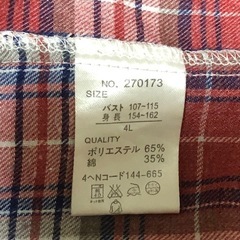 NO. 270173
SIZE
バスト 107~115
身長 154~162
4L
QUALITY
ポリエステル 65%
綿 35%
4ヘNコード144-665